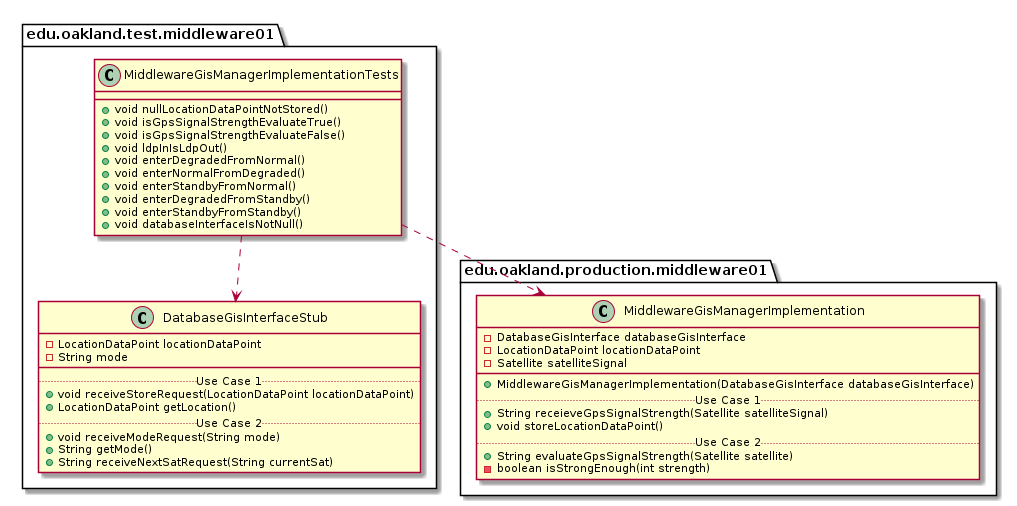 edu.oakland.test.middleware01
C MiddlewareGisManagerImplementationTests
void nullLocationDataPointNotStored()
void isGpsSignalStrengthEvaluateTrue()
void isGpsSignalStrengthEvaluateFalse()
void ldpInIsLdpOut()
void enterDegradedFromNormal()
void enterNormalFromDegraded()
void enterStandbyFromNormal()
void enterDegradedFromStandby()
void enterStandbyFromStandby()
void databaseInterfaceIsNotNull()
C DatabaseGisInterfaceStub
LocationDataPoint locationDataPoint
String mode
Use Case 1
void receiveStoreRequest(LocationDataPoint locationDataPoint)
LocationDataPoint getLocation()
Use Case 2
void receiveModeRequest(String mode)
String getMode()
String receiveNextSatRequest(String currentSat)
edu.oakland.production.middleware01
C MiddlewareGisManagerImplementation
DatabaseGisInterface databaseGisInterface
LocationDataPoint locationDataPoint
Satellite satelliteSignal
MiddlewareGisManagerImplementation(DatabaseGisInterface databaseGisInterface)
Use Case 1
String receieveGpsSignalStrength(Satellite satelliteSignal)
void storeLocationDataPoint()
Use Case 2
String evaluateGpsSignalStrength(Satellite satellite)
boolean isStrongEnough(int strength)